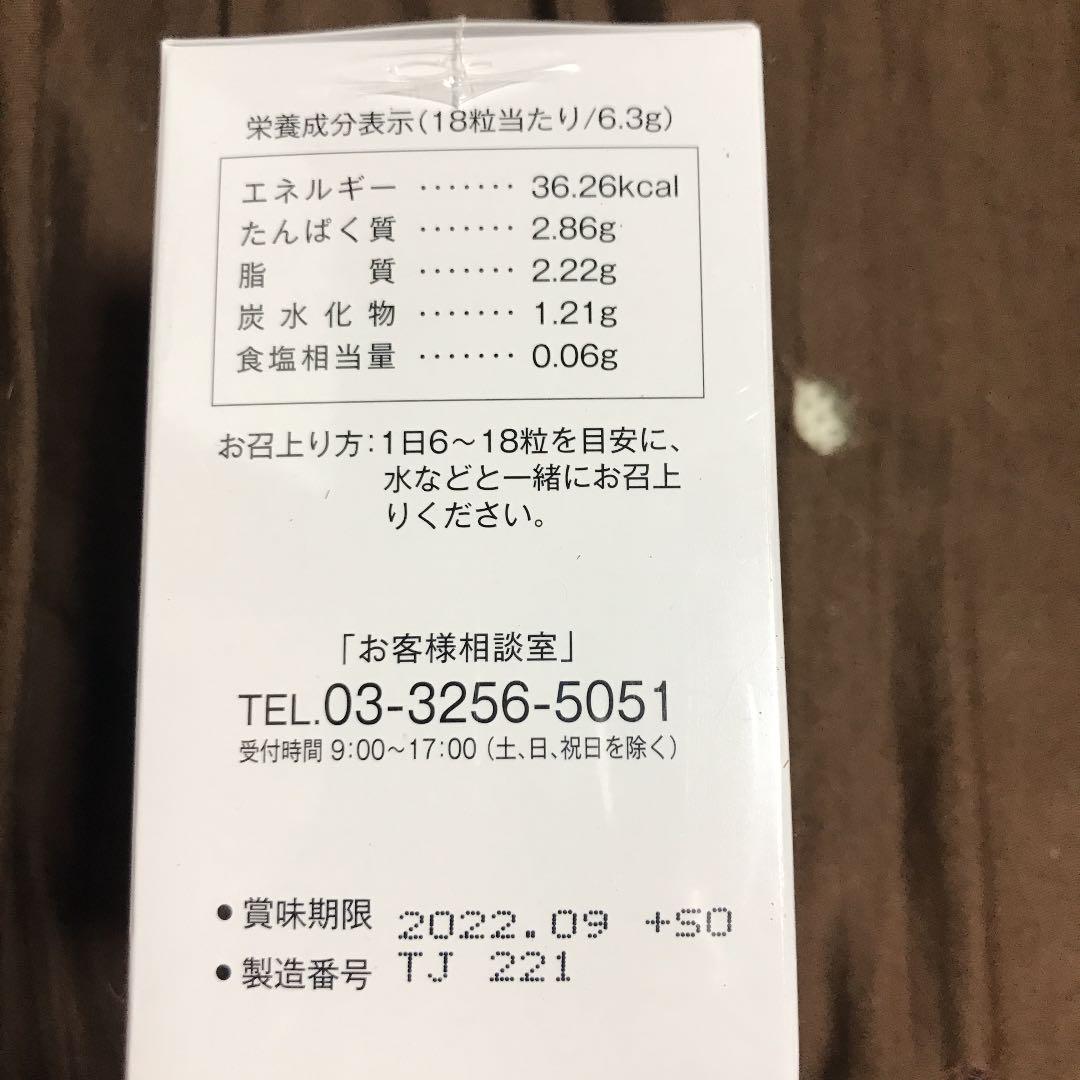 栄養成分表示(18粒当たり/6.3g)
エネルギー ······· 36.26kcal
たんぱく質 ······· 2.86g
脂質 ······· 2.22g
炭水化物 ······· 1.21g
食塩相当量 ······· 0.06g
お召上り方:1日6〜18粒を目安に、
水などと一緒にお召上
りください。
「お客様相談室」
TEL.03-3256-5051
受付時間 9:00〜17:00(土、日、祝日を除く)
●賞味期限 2022.09 +SO
●製造番号 TJ 221